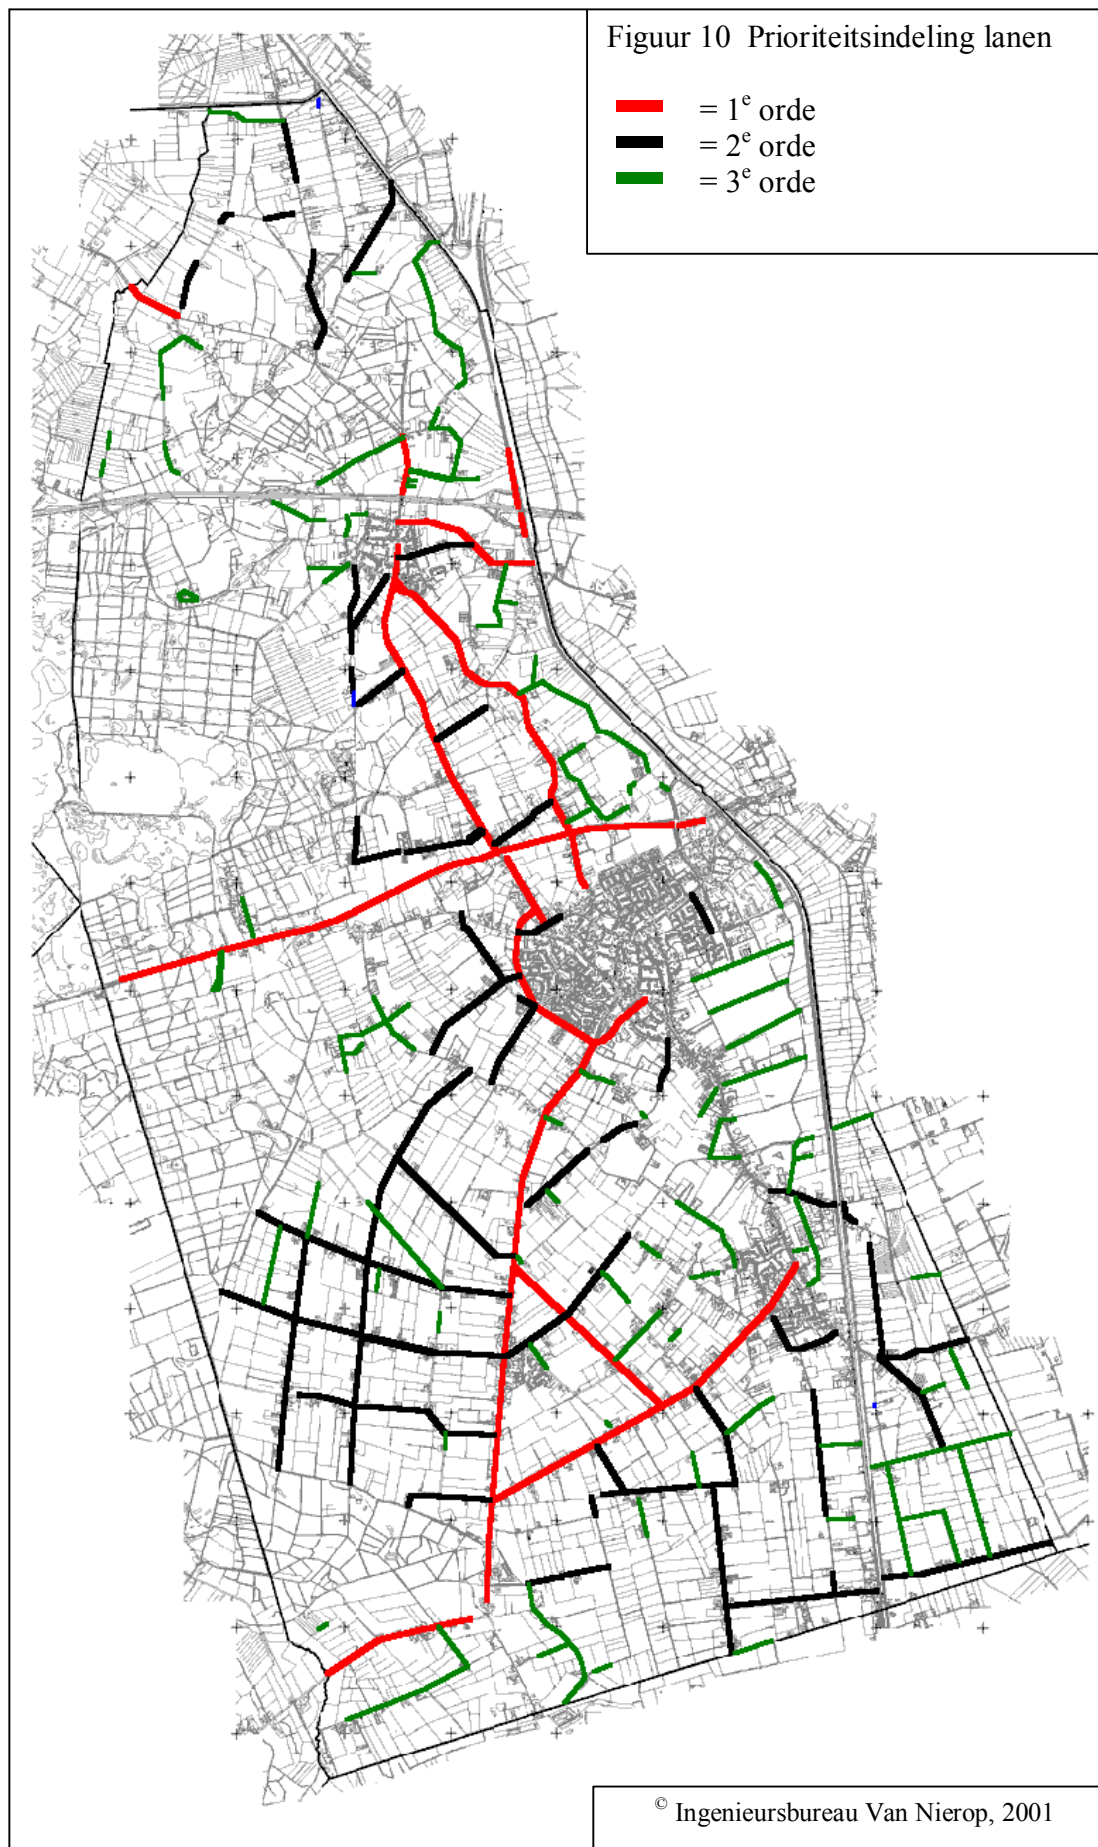 Figuur 10 Prioriteitsindeling lanen
= 1e orde
= 2e orde
= 3e orde
© Ingenieursbureau Van Nierop, 2001